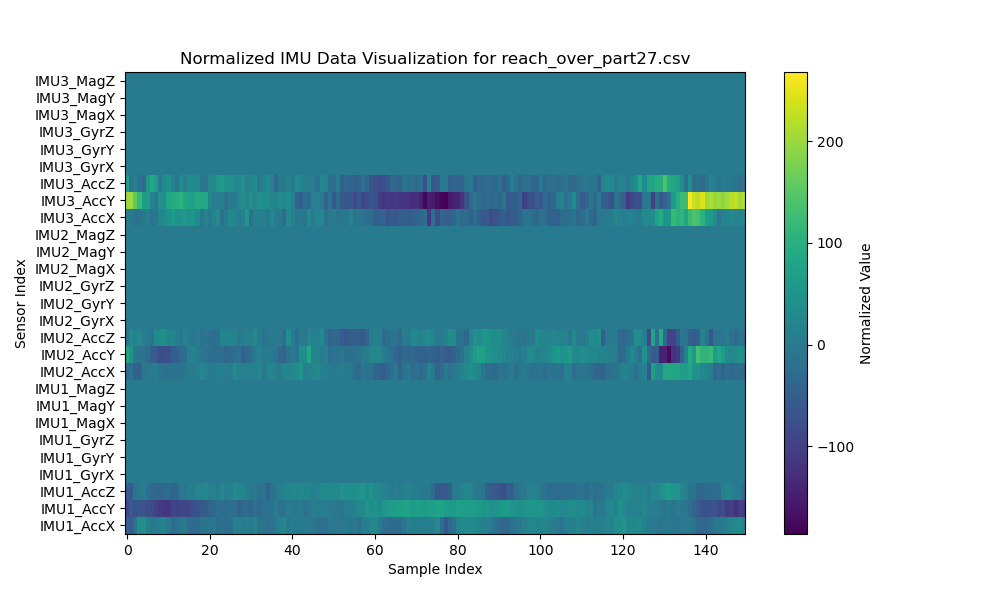 Normalized IMU Data Visualization for reach_over_part27.csv
Sensor Index
IMU3_MagZ
IMU3_MagY
IMU3_MagX
IMU3_GyrZ
IMU3_GyrY
IMU3_GyrX
IMU3_AccZ
IMU3_AccY
IMU3_AccX
IMU2_MagZ
IMU2_MagY
IMU2_MagX
IMU2_GyrZ
IMU2_GyrY
IMU2_GyrX
IMU2_AccZ
IMU2_AccY
IMU2_AccX
IMU1_MagZ
IMU1_MagY
IMU1_MagX
IMU1_GyrZ
IMU1_GyrY
IMU1_GyrX
IMU1_AccZ
IMU1_AccY
IMU1_AccX
0 20 40 60 80 100 120 140
Sample Index
200
100
0
−100
Normalized Value